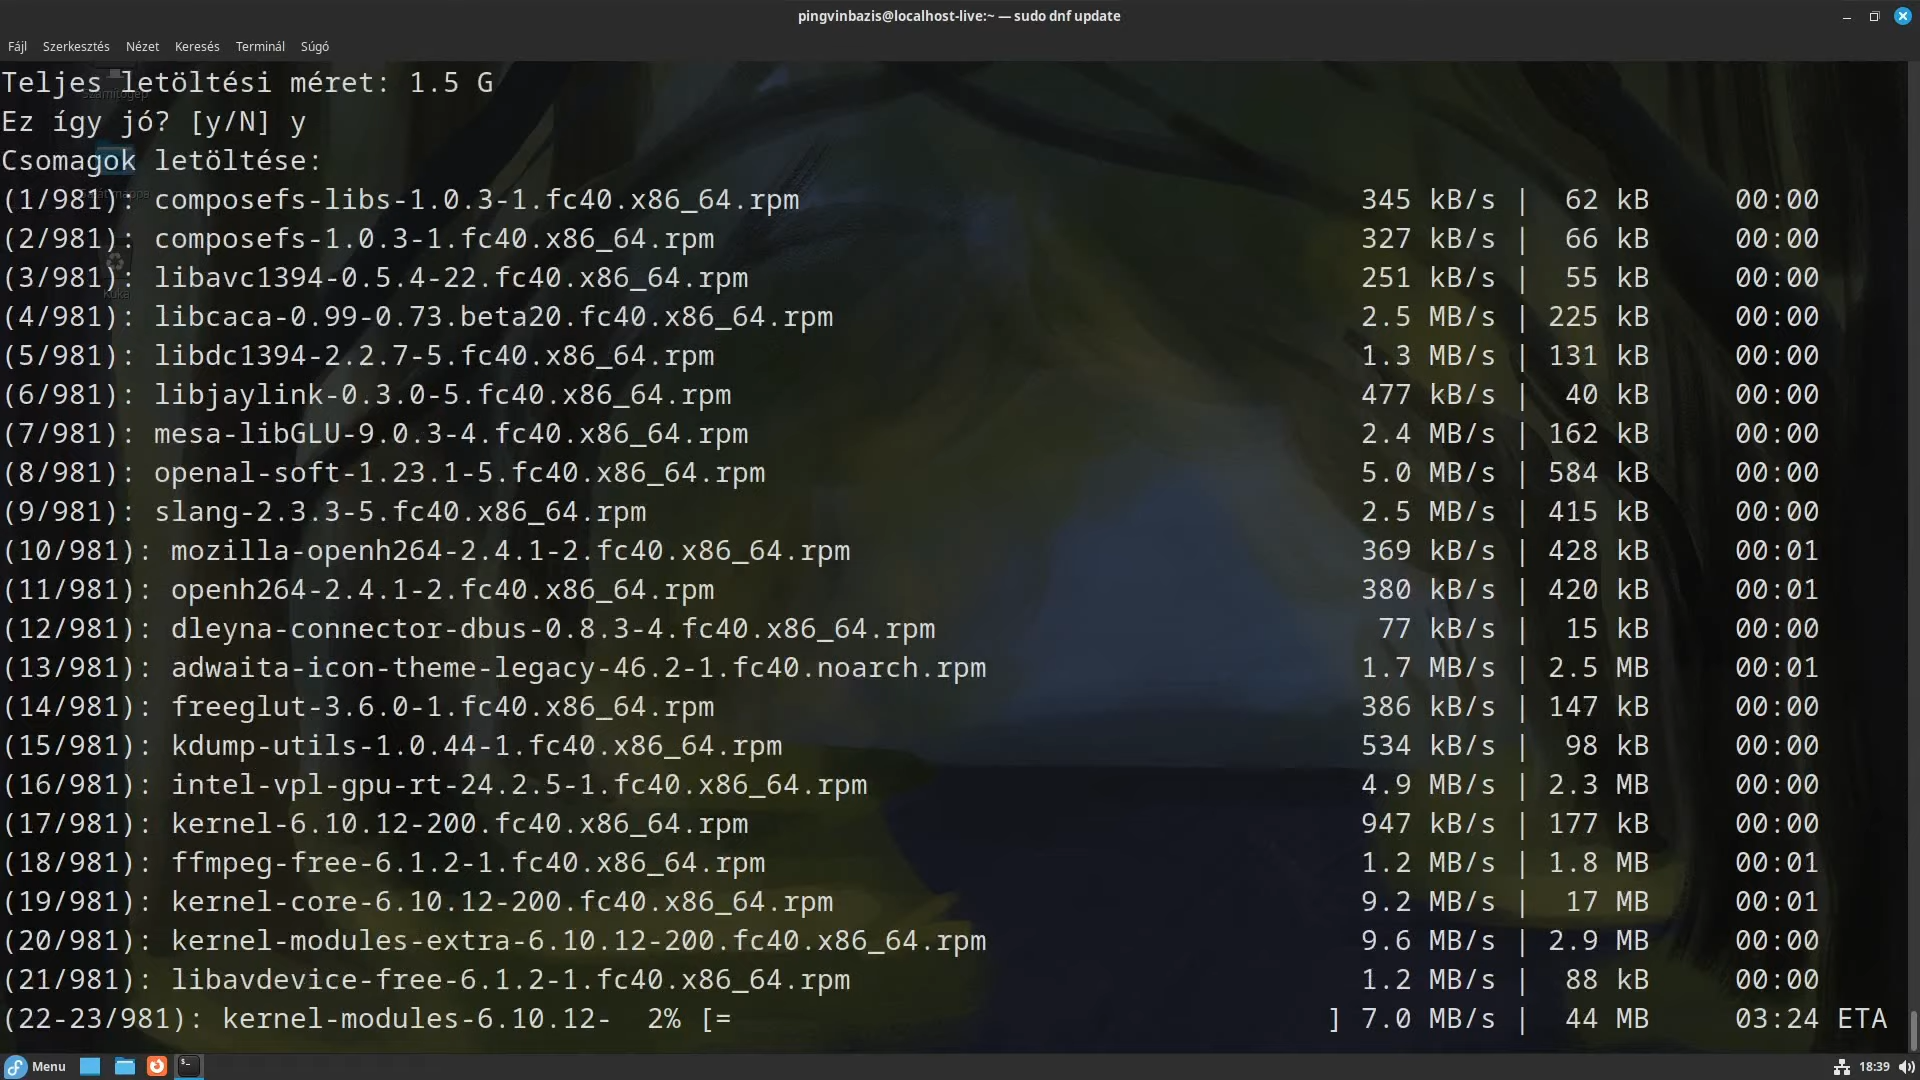 pingvinbazis@localhost-live:~ — sudo dnf update
Fájl Szerkesztés Nézet Keresés Terminál Súgó
Teljes letöltési méret: 1.5 G
Számítógép
Ez így jó? [y/N] y
Csomagok letöltése:
(1/981): composefs-libs-1.0.3-1.fc40.x86_64.rpm 345 kB/s | 62 kB 00:00
(2/981): composefs-1.0.3-1.fc40.x86_64.rpm 327 kB/s | 66 kB 00:00
(3/981): libavc1394-0.5.4-22.fc40.x86_64.rpm 251 kB/s | 55 kB 00:00
Kuka
(4/981): libcaca-0.99-0.73.beta20.fc40.x86_64.rpm 2.5 MB/s | 225 kB 00:00
(5/981): libdc1394-2.2.7-5.fc40.x86_64.rpm 1.3 MB/s | 131 kB 00:00
(6/981): libjaylink-0.3.0-5.fc40.x86_64.rpm 477 kB/s | 40 kB 00:00
(7/981): mesa-libGLU-9.0.3-4.fc40.x86_64.rpm 2.4 MB/s | 162 kB 00:00
(8/981): openal-soft-1.23.1-5.fc40.x86_64.rpm 5.0 MB/s | 584 kB 00:00
(9/981): slang-2.3.3-5.fc40.x86_64.rpm 2.5 MB/s | 415 kB 00:00
(10/981): mozilla-openh264-2.4.1-2.fc40.x86_64.rpm 369 kB/s | 428 kB 00:01
(11/981): openh264-2.4.1-2.fc40.x86_64.rpm 380 kB/s | 420 kB 00:01
(12/981): dleyna-connector-dbus-0.8.3-4.fc40.x86_64.rpm 77 kB/s | 15 kB 00:00
(13/981): adwaita-icon-theme-legacy-46.2-1.fc40.noarch.rpm 1.7 MB/s | 2.5 MB 00:01
(14/981): freeglut-3.6.0-1.fc40.x86_64.rpm 386 kB/s | 147 kB 00:00
(15/981): kdump-utils-1.0.44-1.fc40.x86_64.rpm 534 kB/s | 98 kB 00:00
(16/981): intel-vpl-gpu-rt-24.2.5-1.fc40.x86_64.rpm 4.9 MB/s | 2.3 MB 00:00
(17/981): kernel-6.10.12-200.fc40.x86_64.rpm 947 kB/s | 177 kB 00:00
(18/981): ffmpeg-free-6.1.2-1.fc40.x86_64.rpm 1.2 MB/s | 1.8 MB 00:01
(19/981): kernel-core-6.10.12-200.fc40.x86_64.rpm 9.2 MB/s | 17 MB 00:01
(20/981): kernel-modules-extra-6.10.12-200.fc40.x86_64.rpm 9.6 MB/s | 2.9 MB 00:00
(21/981): libavdevice-free-6.1.2-1.fc40.x86_64.rpm 1.2 MB/s | 88 kB 00:00
(22-23/981): kernel-modules-6.10.12- 2% [= ] 7.0 MB/s | 44 MB 03:24 ETA
Menu 18:39